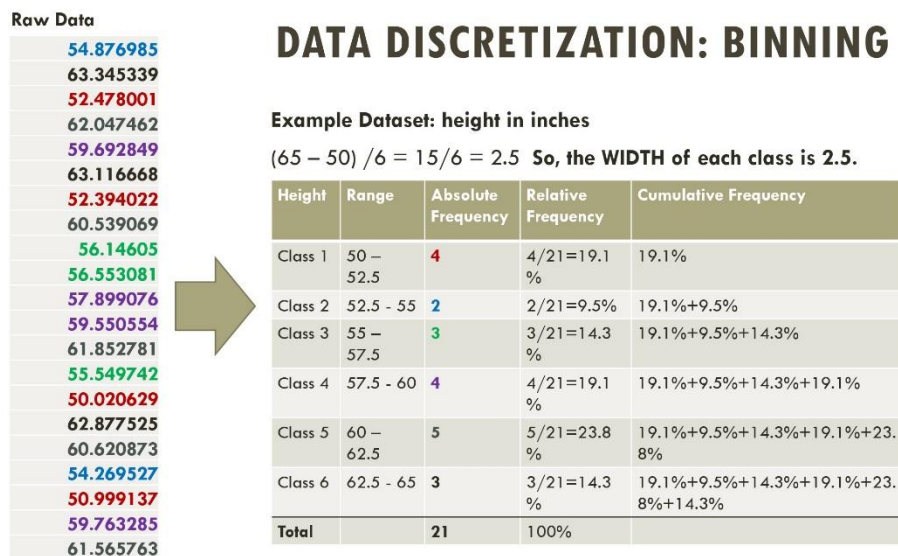 Raw Data
54.876985
63.345339
52.478001
62.047462
59.692849
63.116668
52.394022
60.539069
56.14605
56.553081
57.899076
59.550554
61.852781
55.549742
50.020629
62.877525
60.620873
54.269527
50.999137
59.763285
61.565763
DATA DISCRETIZATION: BINNING
Example Dataset: height in inches
(65 – 50) /6 = 15/6 = 2.5 So, the WIDTH of each class is 2.5.
Height Range Absolute Relative Cumulative Frequency
Frequency Frequency
Class 1 50 – 4 4/21=19.1 19.1%
52.5 %
Class 2 52.5 - 55 2 2/21=9.5% 19.1%+9.5%
Class 3 55 – 3 3/21=14.3 19.1%+9.5%+14.3%
57.5 %
Class 4 57.5 - 60 4 4/21=19.1 19.1%+9.5%+14.3%+19.1%
%
Class 5 60 – 5 5/21=23.8 19.1%+9.5%+14.3%+19.1%+23.
62.5 % 8%
Class 6 62.5 - 65 3 3/21=14.3 19.1%+9.5%+14.3%+19.1%+23.
% 8%+14.3%
Total 21 100%